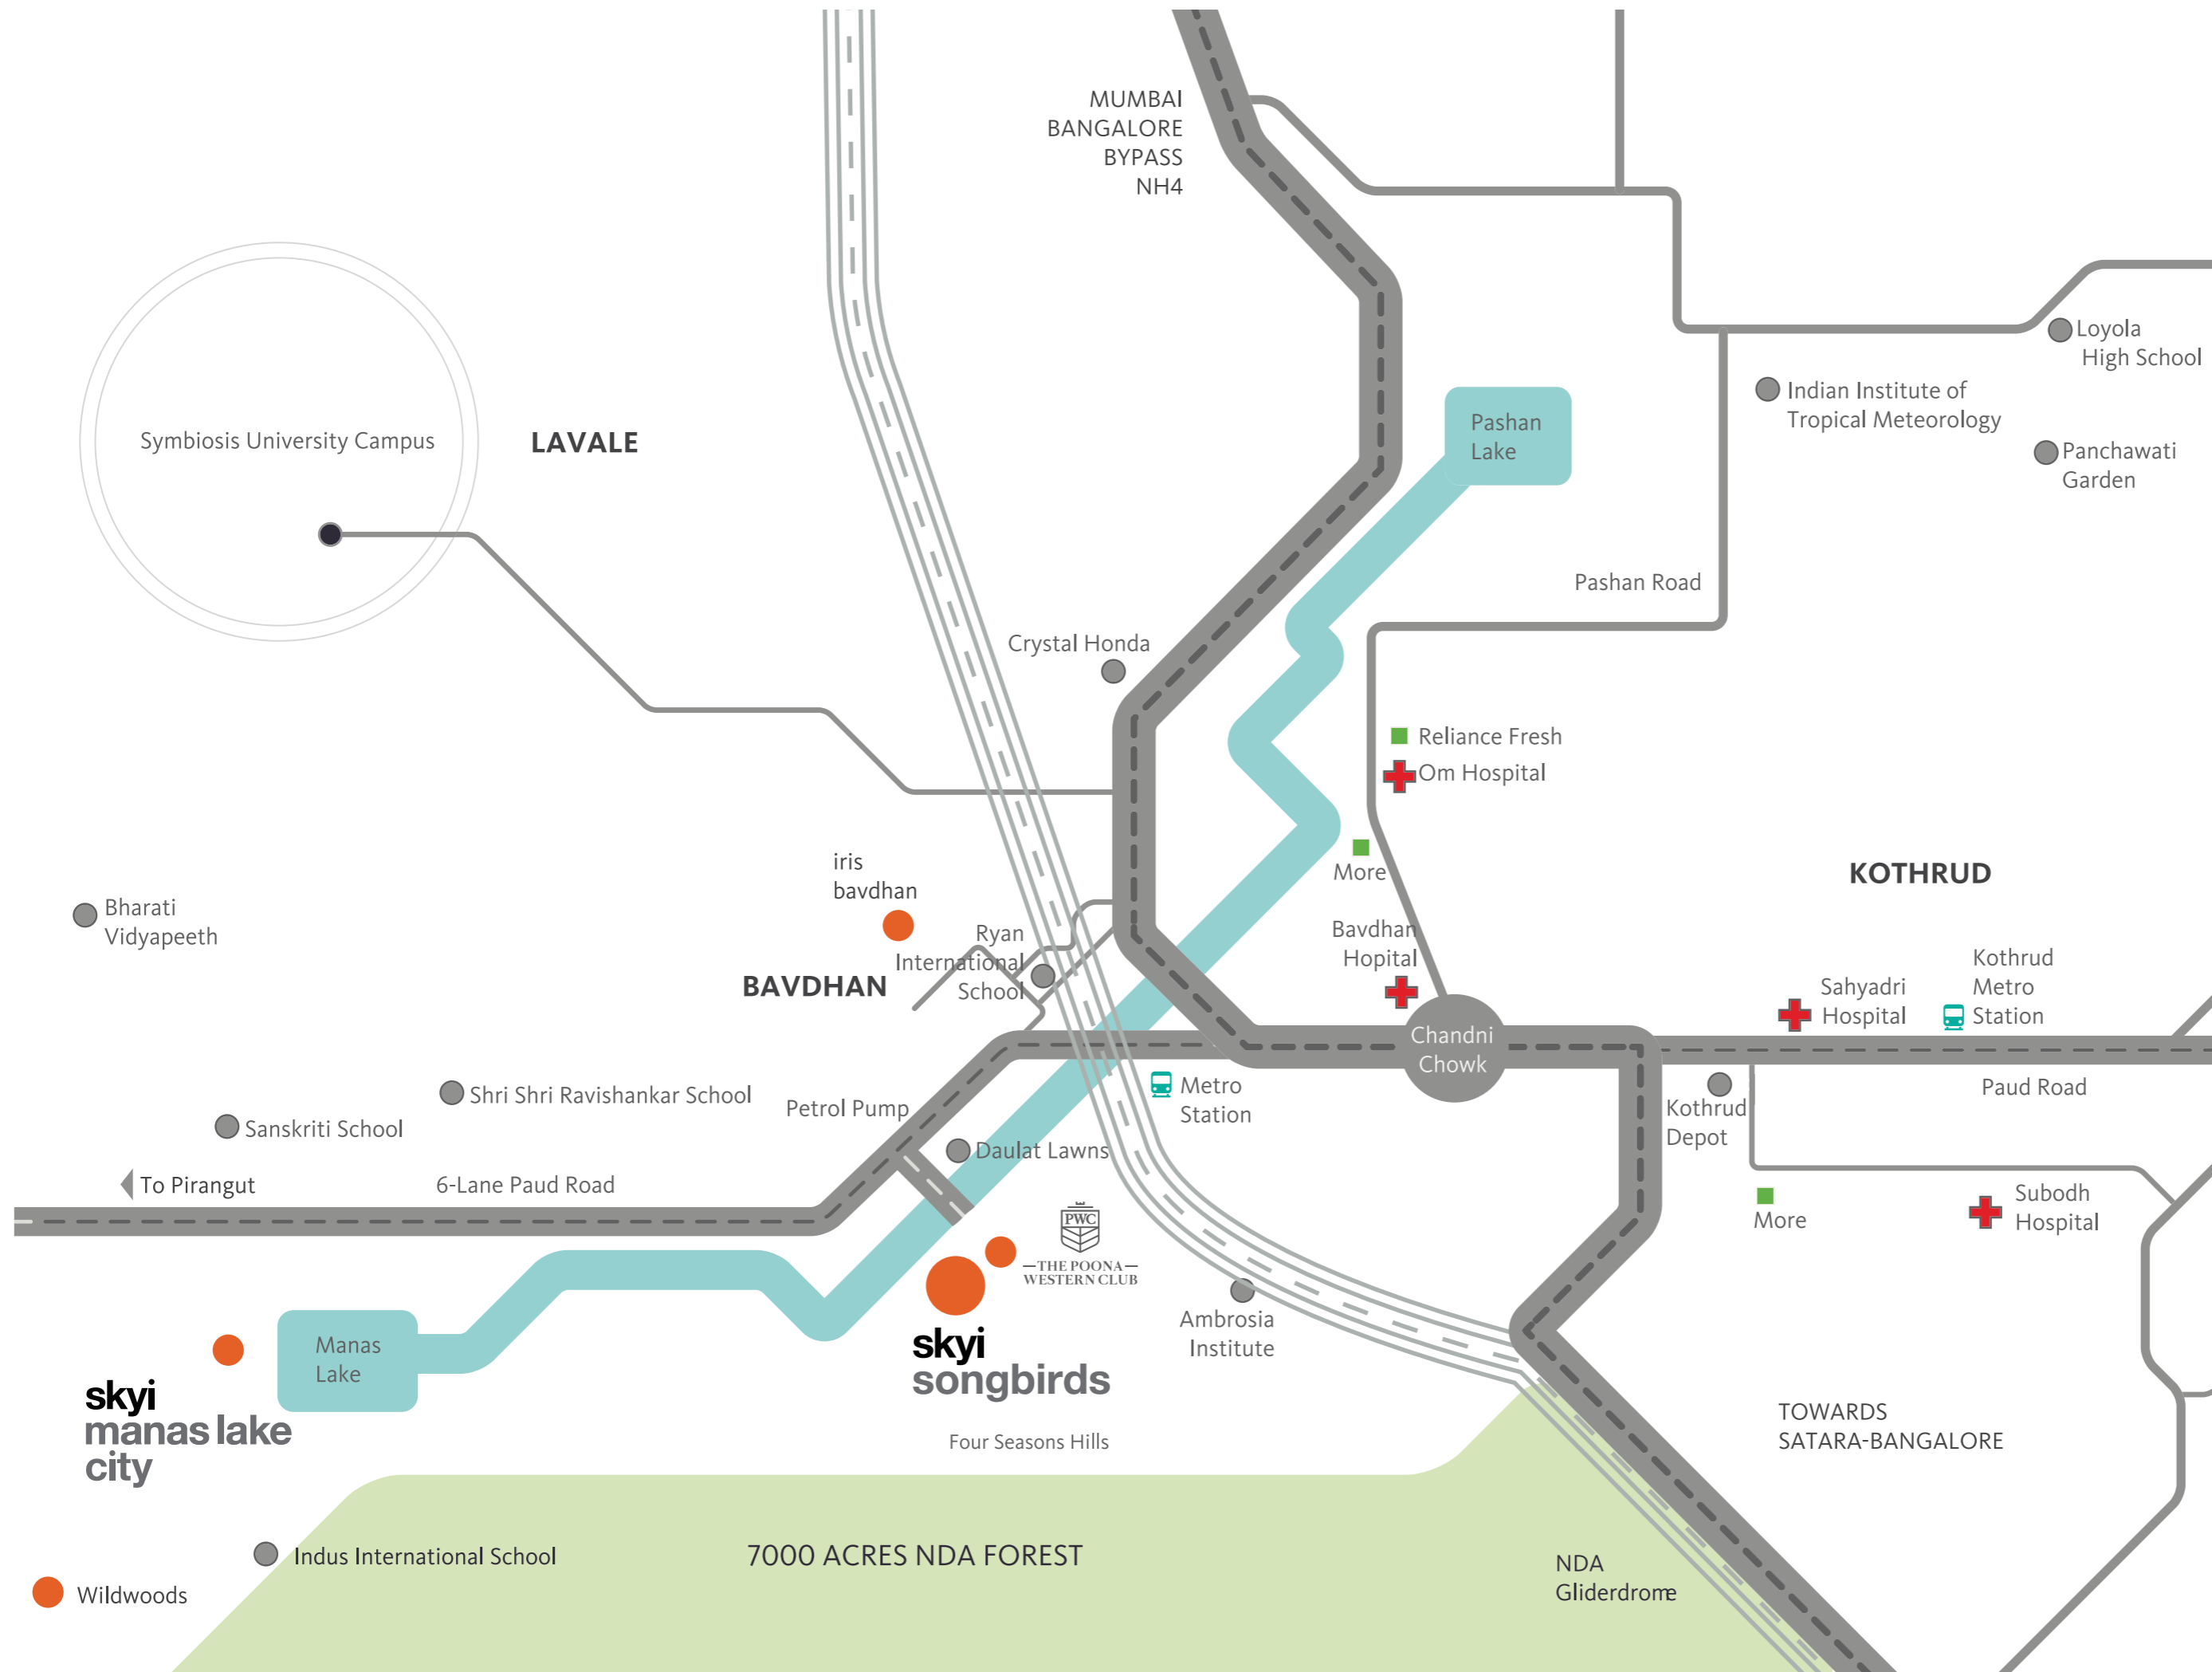 MUMBAI
BANGALORE
BYPASS
NH4
Loyola
High School
Indian Institute of
Tropical Meteorology
Pashan
Lake
Symbiosis University Campus
LAVALE
Panchawati
Garden
Pashan Road
Crystal Honda
Reliance Fresh
Om Hospital
iris
bavdhan
More
KOTHRUD
Bharati
Vidyapeeth
Ryan
International
School
Bavdhan
Hopital
BAVDHAN
Sahyadri
Hospital
Kothrud
Metro
Station
Chandni
Chowk
Shri Shri Ravishankar School
Petrol Pump
Metro
Station
Paud Road
Kothrud
Depot
Sanskriti School
Daulat Lawns
To Pirangut
6-Lane Paud Road
More
Subodh
Hospital
PWC
THE POONA
WESTERN CLUB
Ambrosia
Institute
Manas
Lake
skyi
songbirds
skyi
manas lake
city
TOWARDS
SATARA-BANGALORE
Four Seasons Hills
Indus International School
7000 ACRES NDA FOREST
NDA
Gliderdrome
Wildwoods